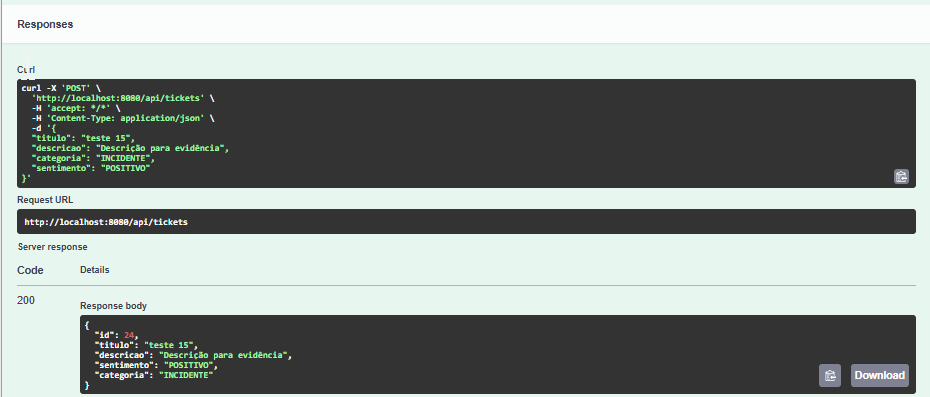 Responses
Curl
curl -X 'POST' \
  'http://localhost:8080/api/tickets' \
  -H 'accept: */*' \
  -H 'Content-Type: application/json' \
  -d '{
  "titulo": "teste 15",
  "descricao": "Descrição para evidência",
  "categoria": "INCIDENTE",
  "sentimento": "POSITIVO"
}'
Request URL
http://localhost:8080/api/tickets
Server response
Code Details
200
Response body
{
  "id": 24,
  "titulo": "teste 15",
  "descricao": "Descrição para evidência",
  "sentimento": "POSITIVO",
  "categoria": "INCIDENTE"
}
Download